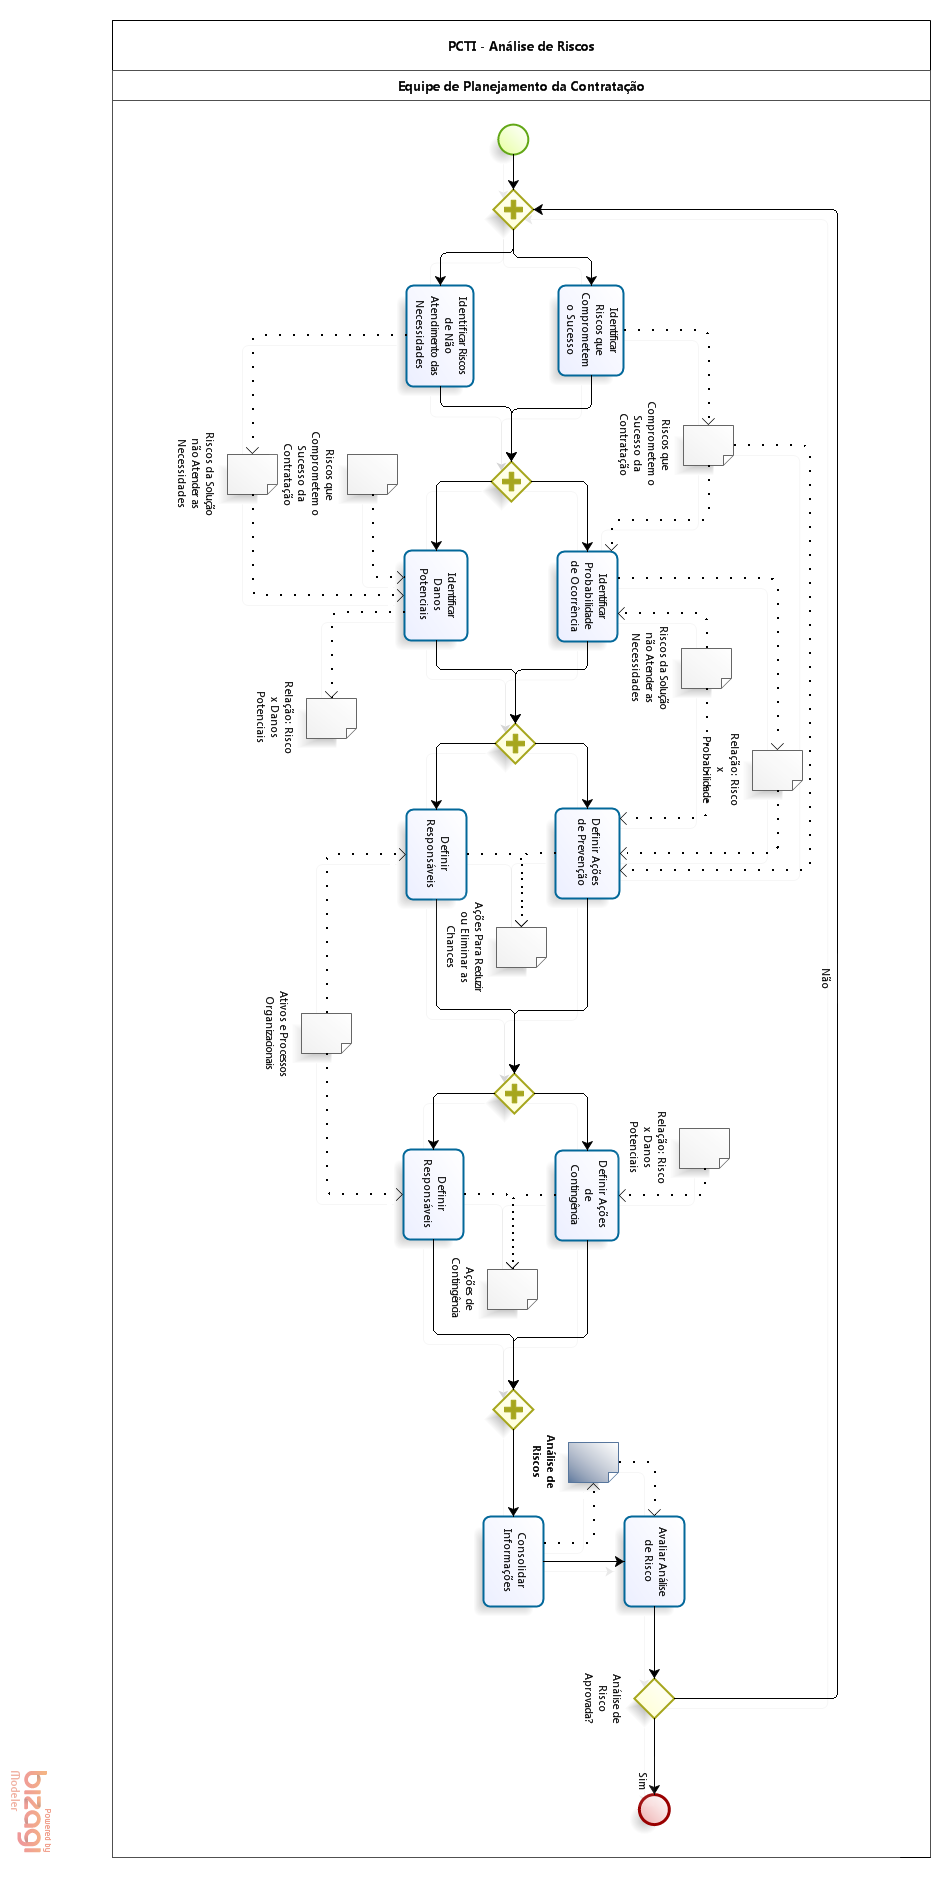 PCTI - Análise de Riscos
Equipe de Planejamento da Contratação
Identificar Riscos
de Não
Atendimento das
Necessidades
Identificar
Riscos que
Comprometem
o Sucesso
Riscos que
Comprometem o
Sucesso da
Contratação
Riscos que
Comprometem o
Sucesso da
Contratação
Riscos da Solução
não Atender as
Necessidades
Identificar
Danos
Potenciais
Identificar
Probabilidade
de Ocorrência
Riscos da Solução
não Atender as
Necessidades
Relação: Risco
x Danos
Potenciais
Relação: Risco
x
Probabilidade
Definir
Responsáveis
Definir Ações
de Prevenção
Ações Para Reduzir
ou Eliminar as
Chances
Não
Ativos e Processos
Organizacionais
Relação: Risco
x Danos
Potenciais
Definir
Responsáveis
Definir Ações
de
Contingência
Ações de
Contingência
Análise de
Riscos
Consolidar
Informações
Avaliar Análise
de Risco
Análise de
Risco
Aprovada?
Sim
Powered by
bizagi
Modeler